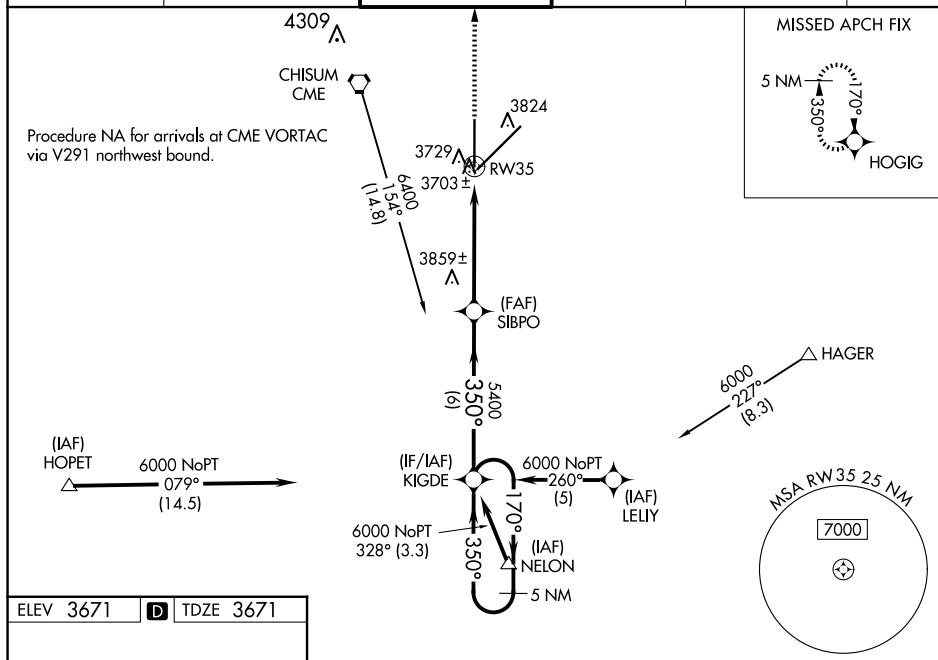 4309
MISSED APCH FIX
CHISUM
CME
5 NM
350°
170°
HOGIG
3824
Procedure NA for arrivals at CME VORTAC
via V291 northwest bound.
3729
RW35
3703±
6400
154°
(14.8)
3859±
(FAF)
SIBPO
HAGER
6000
227°
(8.3)
5400
350°
(6)
(IAF)
HOPET
6000 NoPT
079°
(14.5)
(IF/IAF)
KIGDE
6000 NoPT
260°
(5)
(IAF)
LELIY
170°
6000 NoPT
328° (3.3)
350°
(IAF)
NELON
5 NM
MSA RW35 25 NM
7000
ELEV 3671 D TDZE 3671